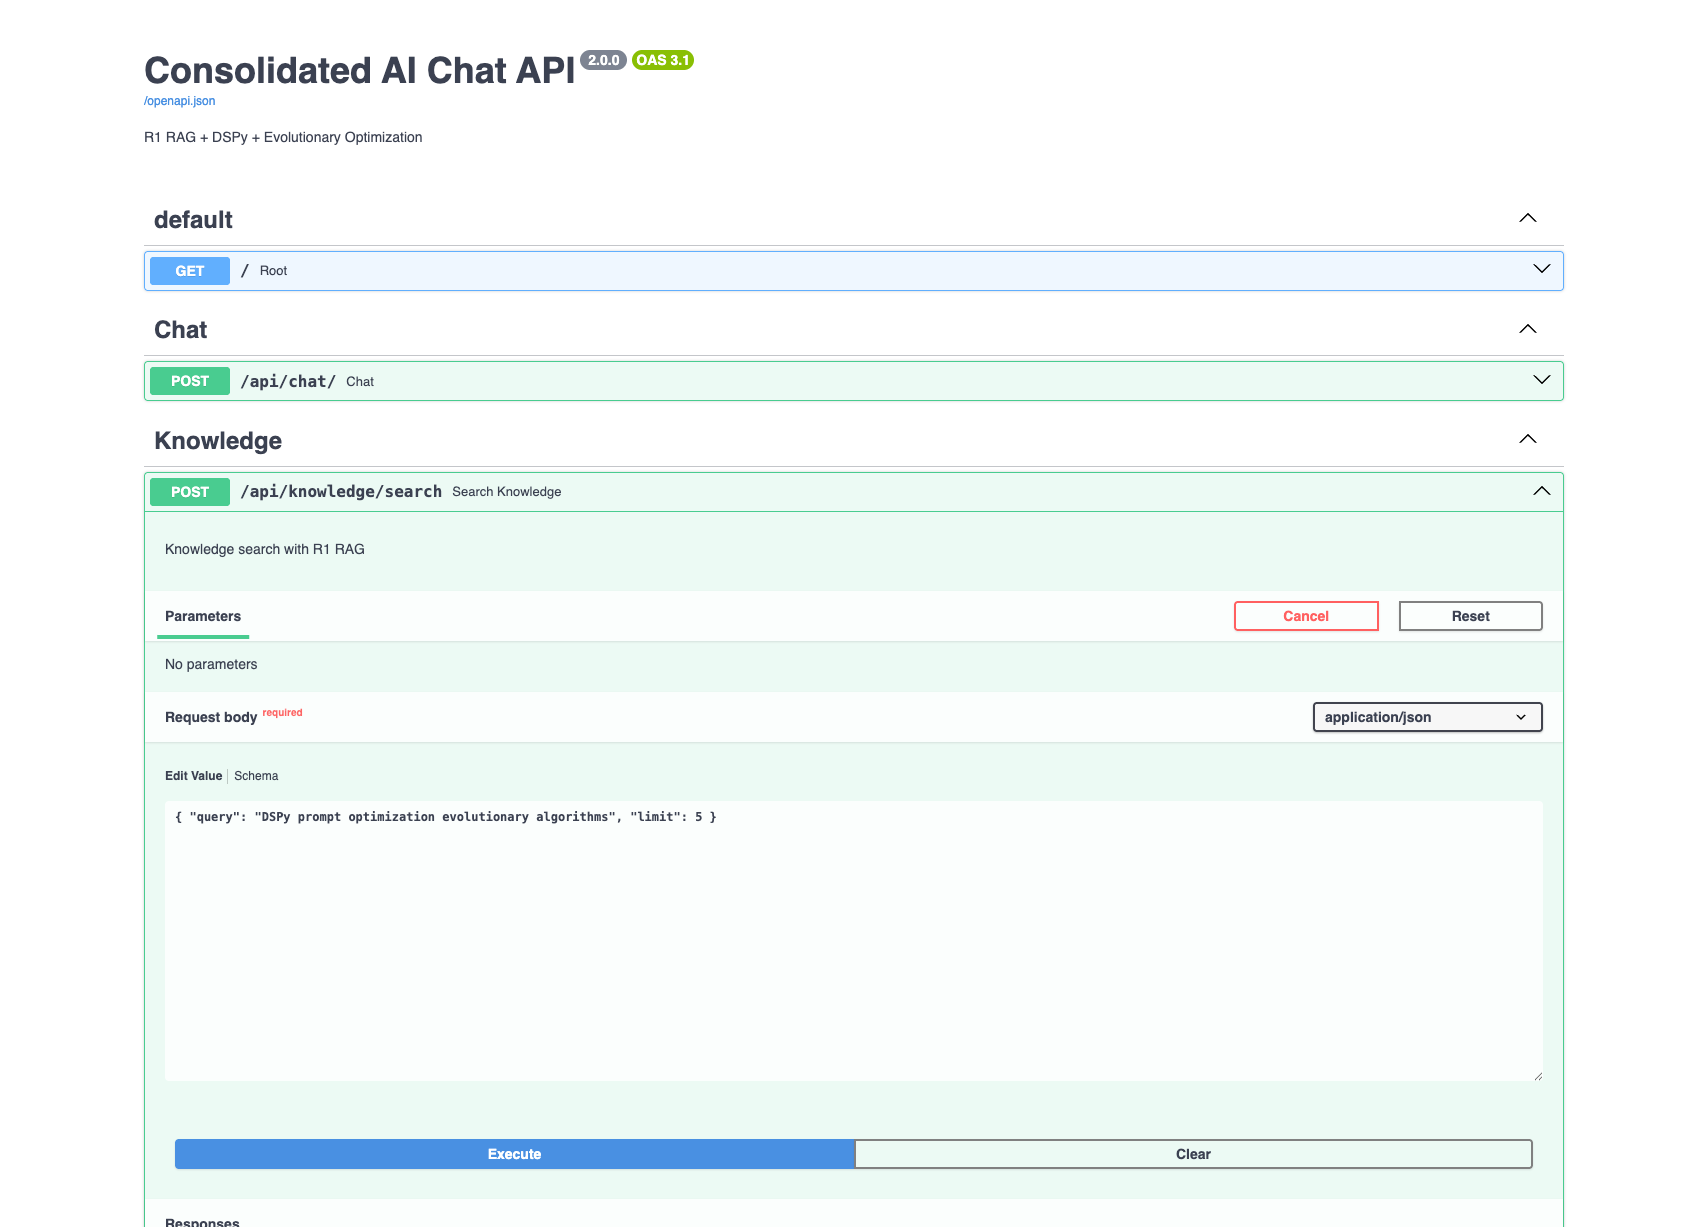 Consolidated AI Chat API 2.0.0 OAS 3.1
/openapi.json
R1 RAG + DSPy + Evolutionary Optimization
default
GET / Root
Chat
POST /api/chat/ Chat
Knowledge
POST /api/knowledge/search Search Knowledge
Knowledge search with R1 RAG
Parameters Cancel Reset
No parameters
Request body required application/json
Edit Value Schema
{ "query": "DSPy prompt optimization evolutionary algorithms", "limit": 5 }
Execute Clear
Responses